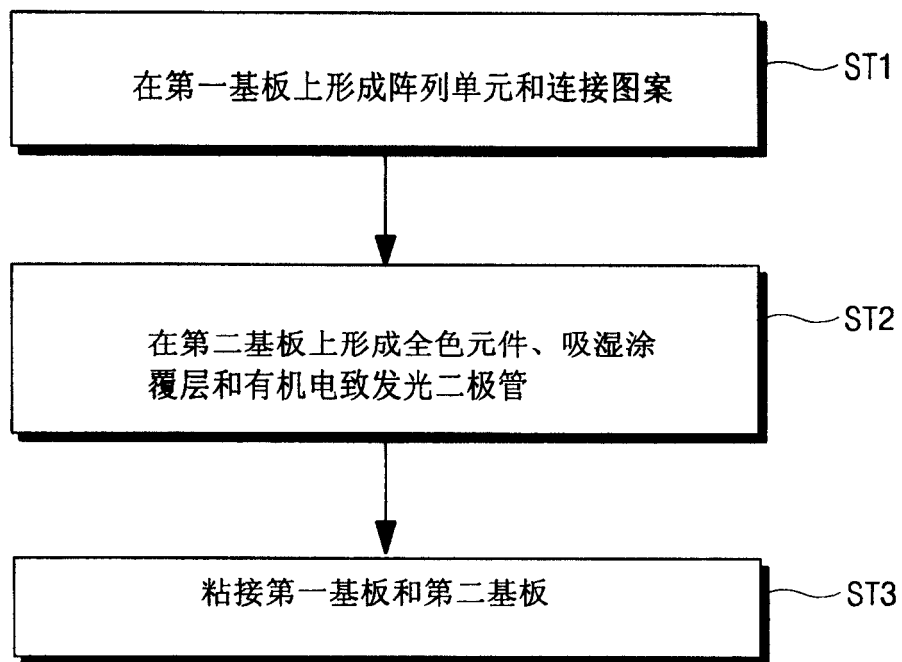 在第一基板上形成阵列单元和连接图案
ST1
在第二基板上形成全色元件、吸湿涂
覆层和有机电致发光二极管
ST2
粘接第一基板和第二基板
ST3